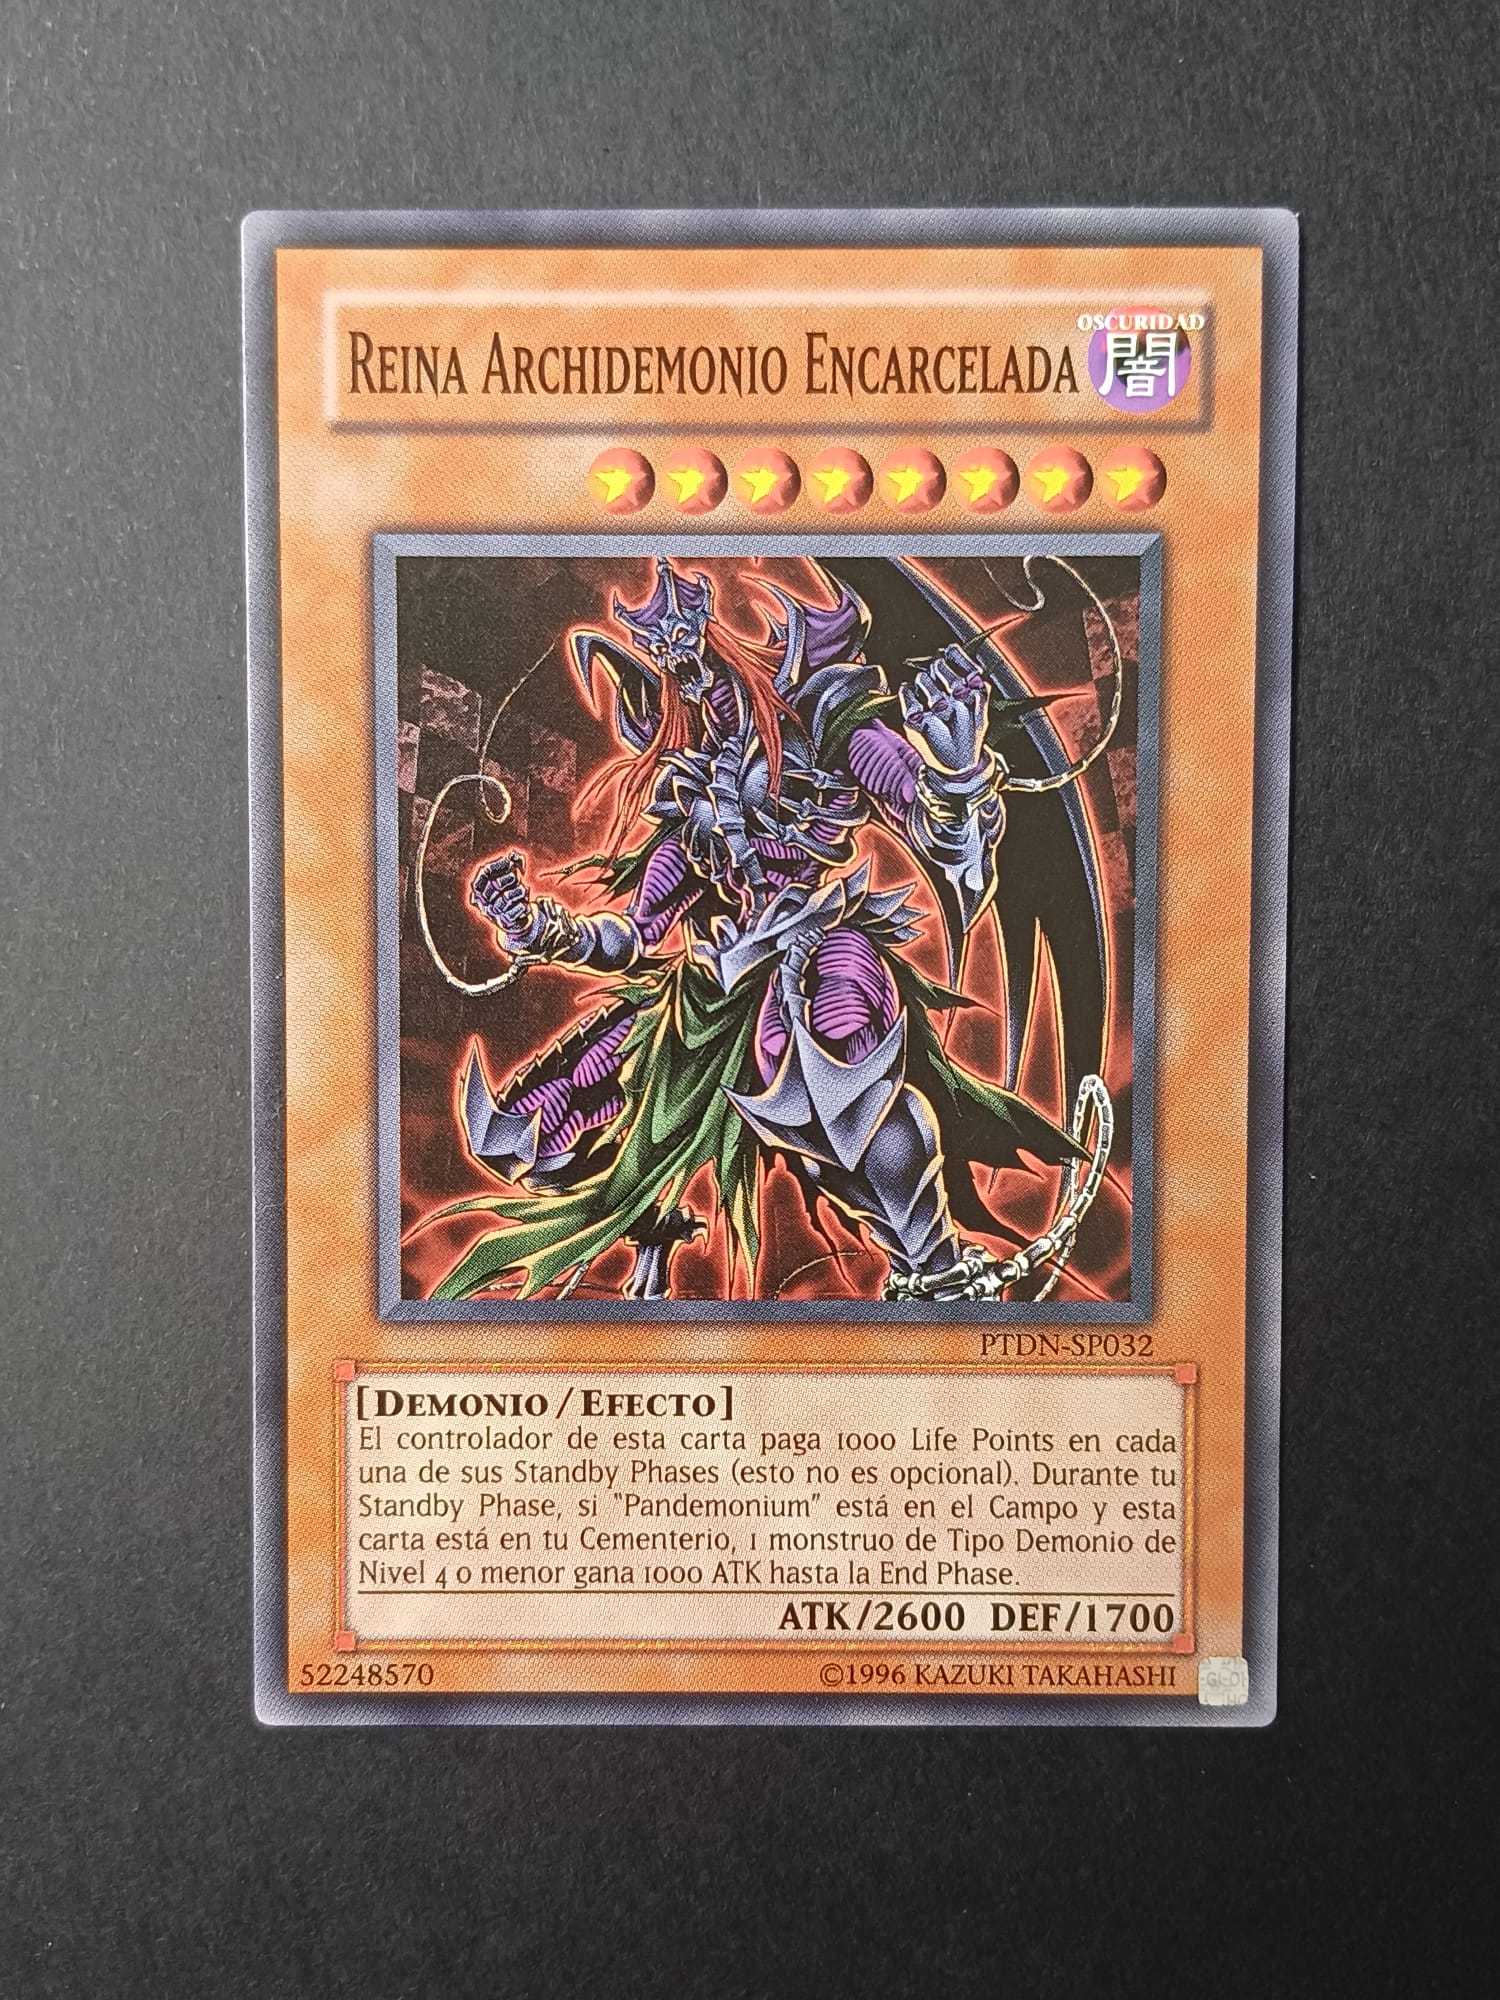 REINA ARCHIDEMONIO ENCARCELADA
OSCURIDAD
闇
PTDN-SP032
[DEMONIO/EFECTO]
El controlador de esta carta paga 1000 Life Points en cada
una de sus Standby Phases (esto no es opcional). Durante tu
Standby Phase, si "Pandemonium" está en el Campo y esta
carta está en tu Cementerio, 1 monstruo de Tipo Demonio de
Nivel 4 o menor gana 1000 ATK hasta la End Phase.
ATK/2600 DEF/1700
52248570
©1996 KAZUKI TAKAHASHI